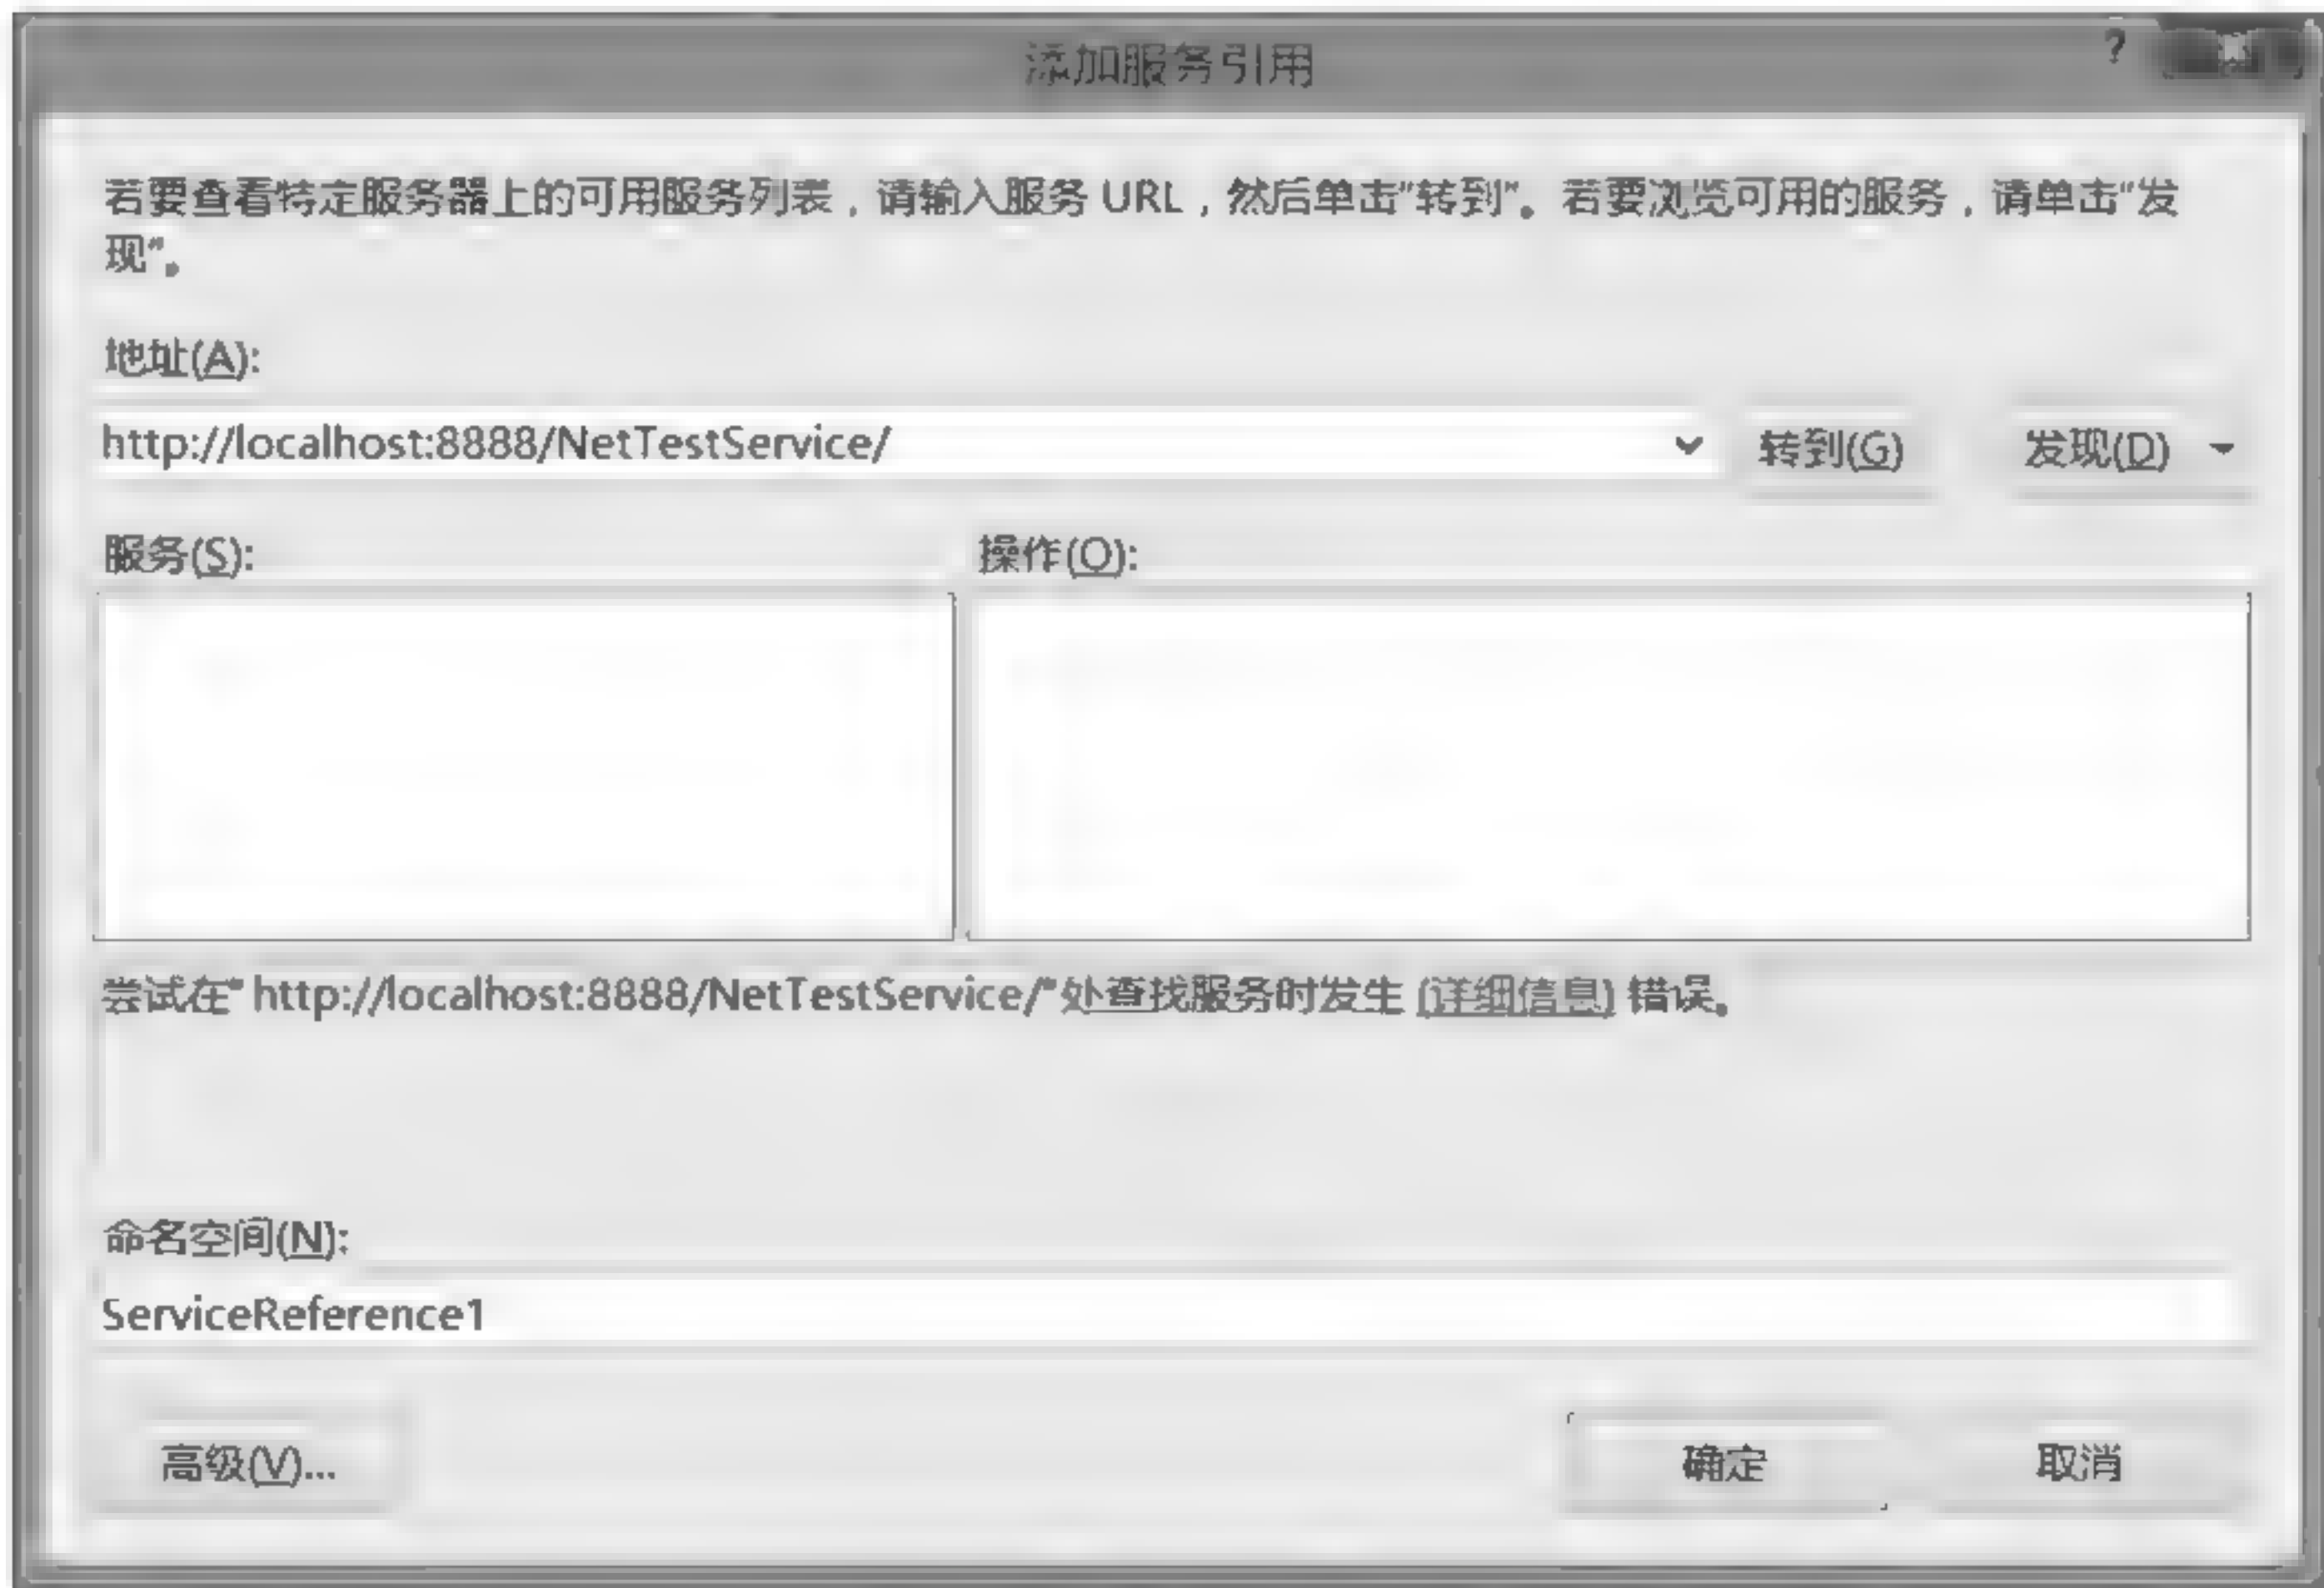 添加服务引用
?
若要查看特定服务器上的可用服务列表，请输入服务 URL，然后单击"转到"。若要浏览可用的服务，请单击"发
现"。
地址(A):
http://localhost:8888/NetTestService/ 转到(G) 发现(D)
服务(S): 操作(O):
尝试在"http://localhost:8888/NetTestService/"处查找服务时发生 (详细信息) 错误。
命名空间(N):
ServiceReference1
高级(V)... 确定 取消